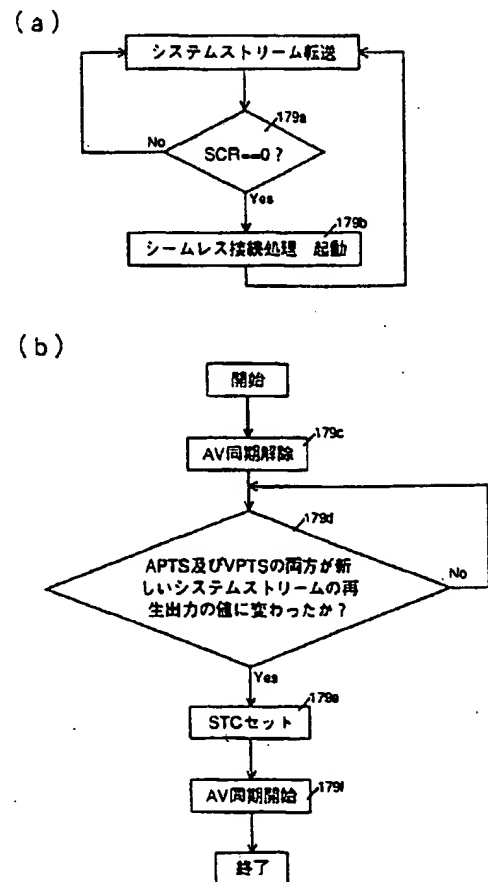 (a)
システムストリーム転送
179a
SCR==0?
No
Yes
179b
シームレス接続処理 起動
(b)
開始
179c
AV同期解除
179d
APTS及びVPTSの両方が新
しいシステムストリームの再
生出力の値に変わったか?
No
Yes
179e
STCセット
179f
AV同期開始
終了